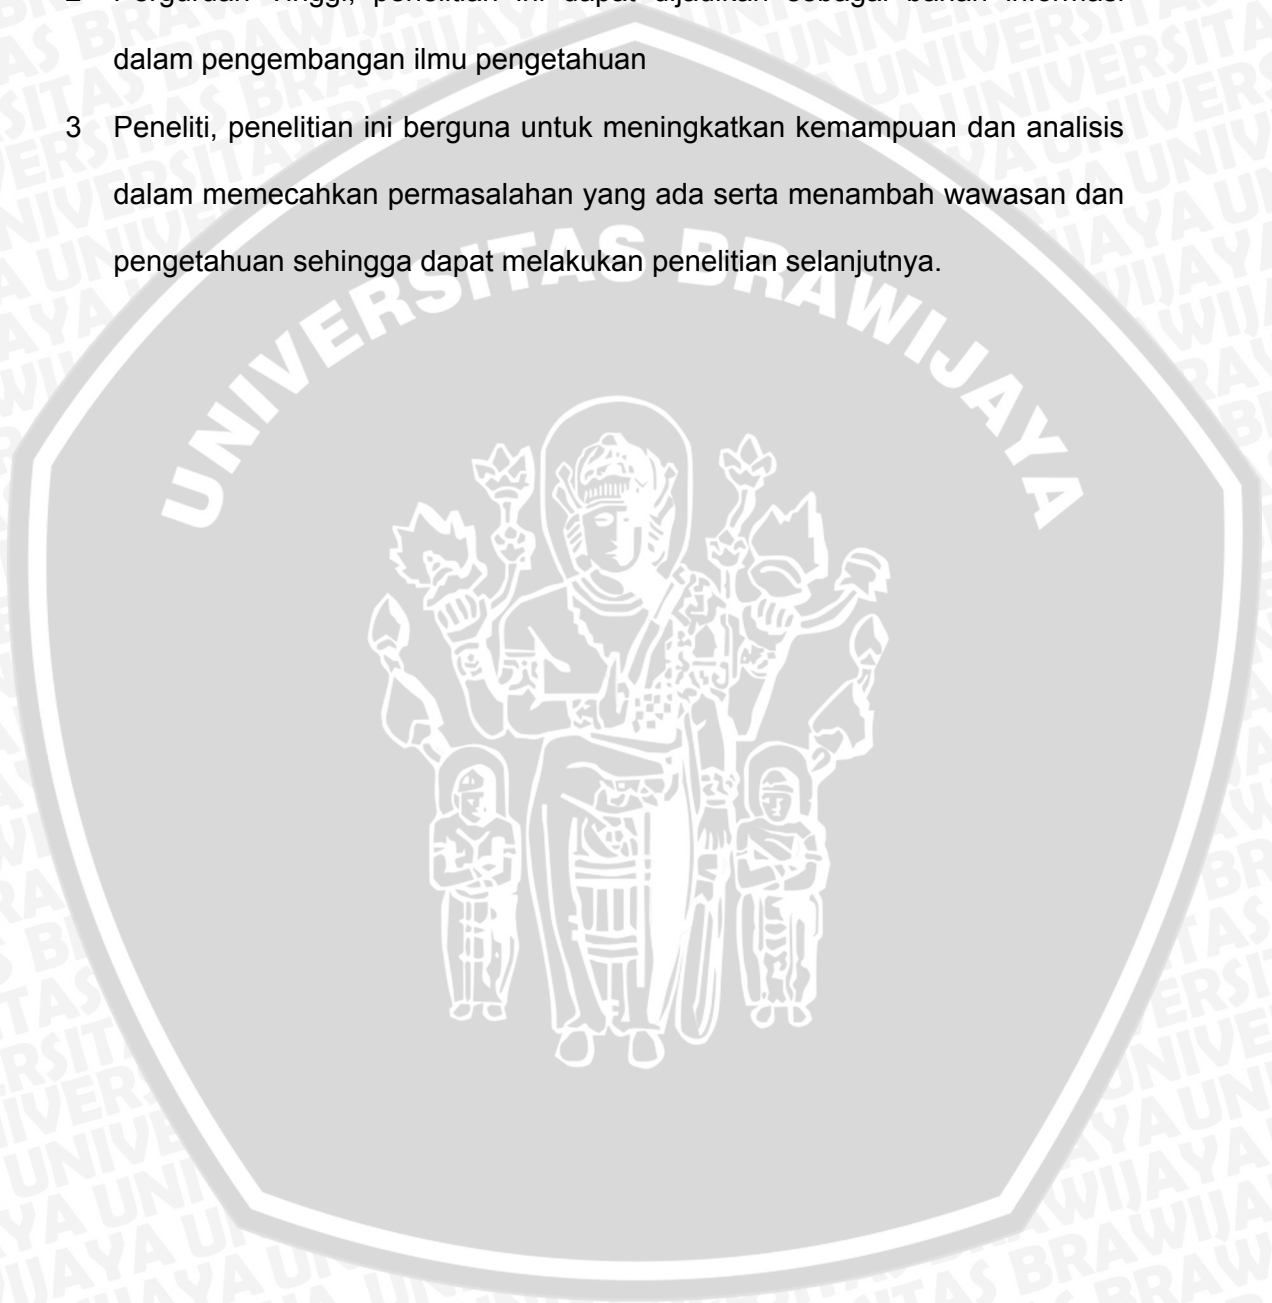 2 Perguruan Tinggi, penelitian ini dapat dijadikan sebagai bahan informasi
dalam pengembangan ilmu pengetahuan
3 Peneliti, penelitian ini berguna untuk meningkatkan kemampuan dan analisis
dalam memecahkan permasalahan yang ada serta menambah wawasan dan
pengetahuan sehingga dapat melakukan penelitian selanjutnya.
UNIVERSITAS BRAWIJAYA